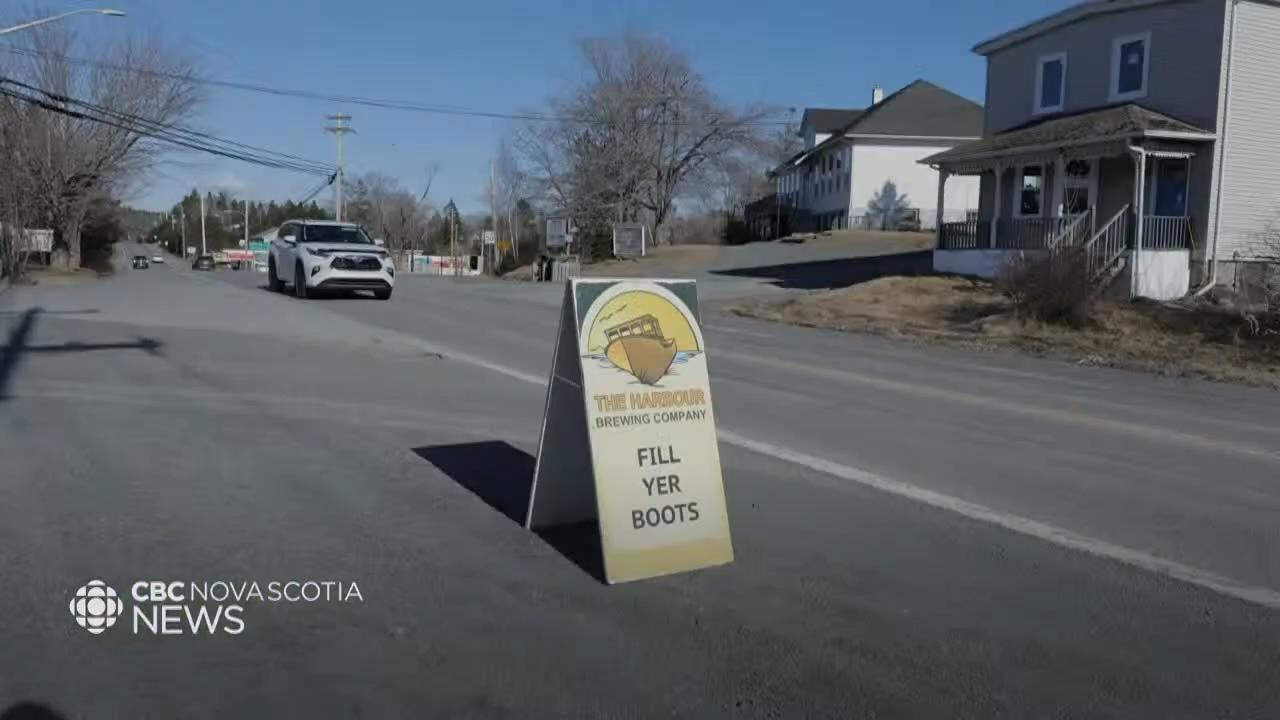 THE HARBOUR
BREWING COMPANY
FILL
YER
BOOTS
CBC NOVA SCOTIA
NEWS